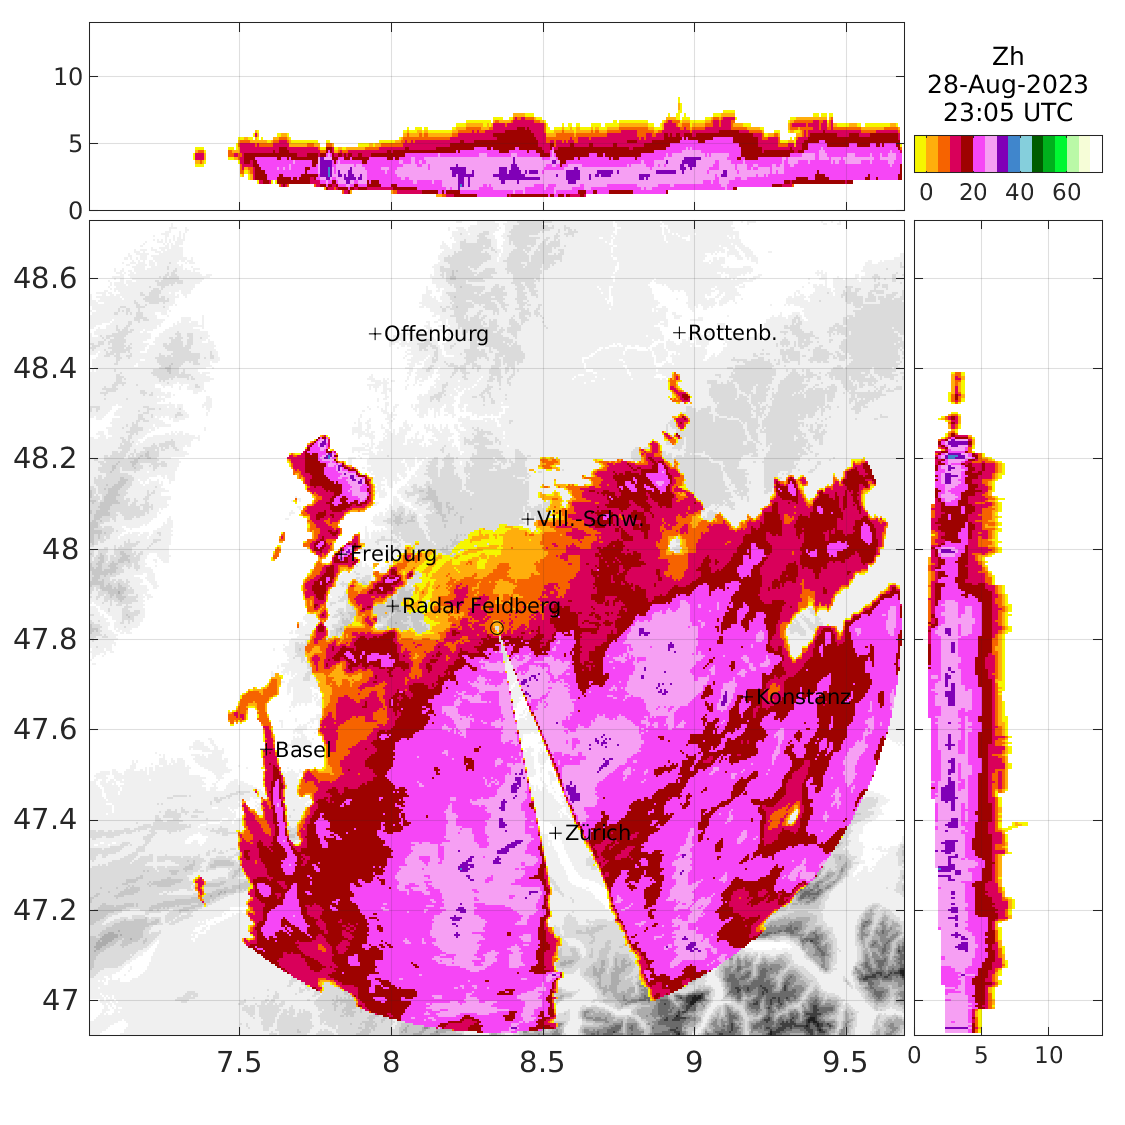 Zh
28-Aug-2023
23:05 UTC
0 20 40 60
10
5
0
48.6
48.4
48.2
48
47.8
47.6
47.4
47.2
47
+Offenburg
+Rottenb.
+Vill.-Schw.
+Freiburg
+Radar Feldberg
+Konstanz
+Basel
+Zürich
7.5 8 8.5 9 9.5
0 5 10